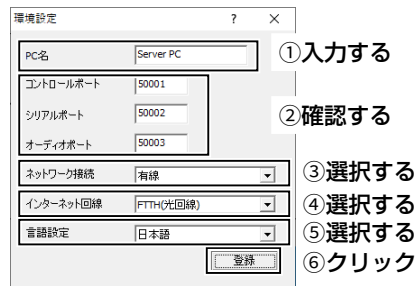 環境設定 ? ×
PC名 Server PC ①入力する
コントロールポート 50001
シリアルポート 50002 ②確認する
オーディオポート 50003
ネットワーク接続 有線 ③選択する
インターネット回線 FTTH(光回線) ④選択する
言語設定 日本語 ⑤選択する
登録 ⑥クリック